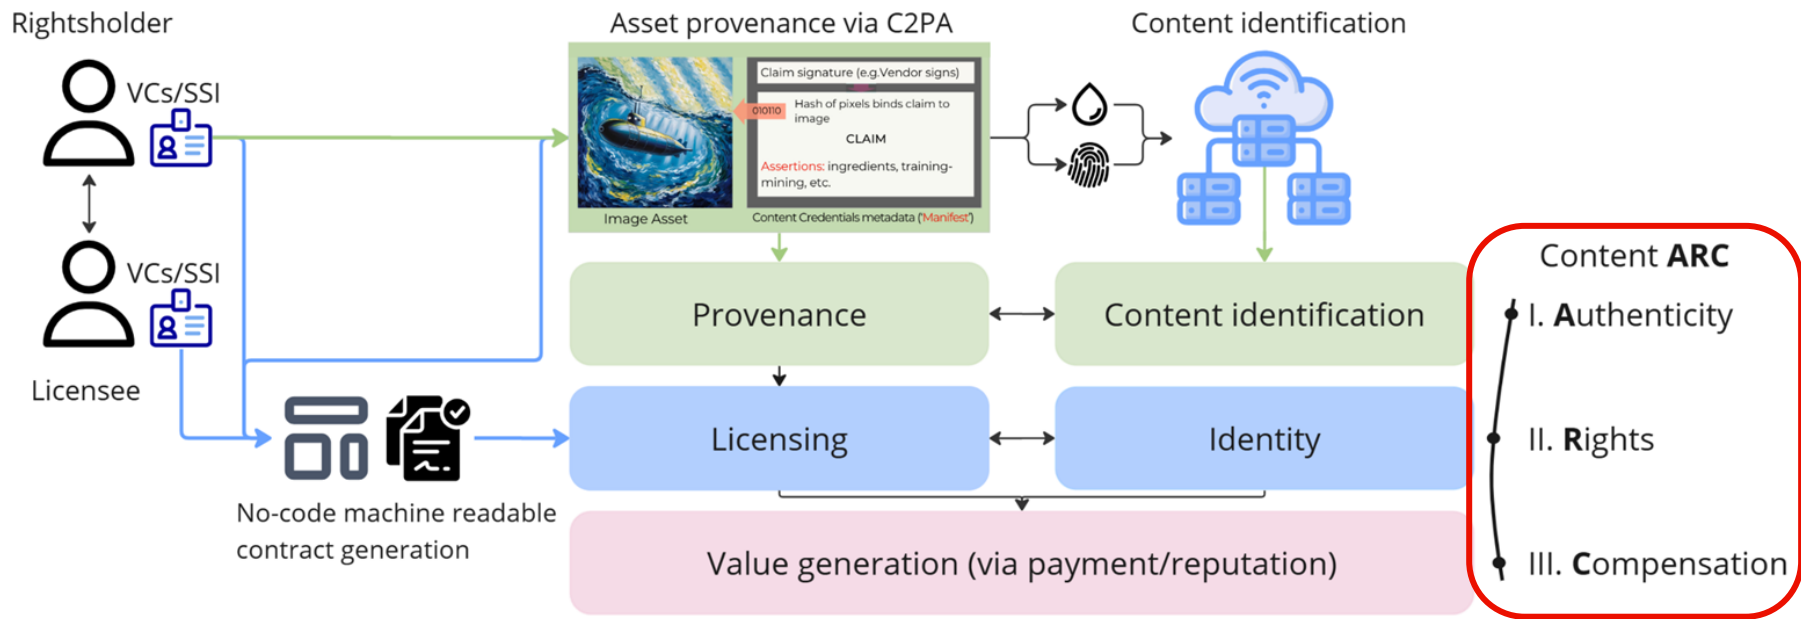 Rightsholder
Asset provenance via C2PA
Content identification
VCs/SSI
Claim signature (e.g.Vendor signs)
010110
Hash of pixels binds claim to
image
CLAIM
Assertions: ingredients, training-
mining, etc.
Image Asset
Content Credentials metadata ('Manifest')
VCs/SSI
Licensee
Provenance
Content identification
Content ARC
I. Authenticity
Licensing
Identity
II. Rights
No-code machine readable
contract generation
Value generation (via payment/reputation)
III. Compensation